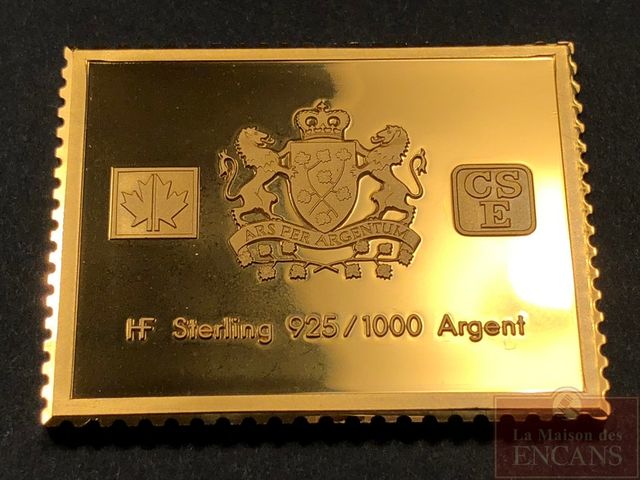 CS
E
ARS PER ARGENTUM
HF Sterling 925/1000 Argent
La Maison des
ENCANS